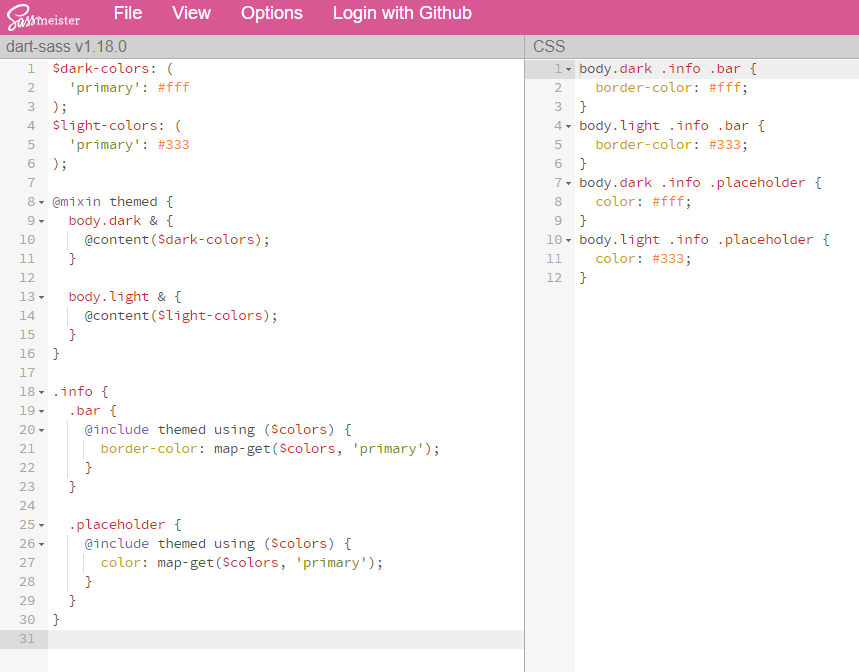 Sassmeister File View Options Login with Github
dart-sass v1.18.0
1 $dark-colors: (
2   'primary': #fff
3 );
4 $light-colors: (
5   'primary': #333
6 );
7
8 @mixin themed {
9   body.dark & {
10     @content($dark-colors);
11   }
12
13   body.light & {
14     @content($light-colors);
15   }
16 }
17
18 .info {
19   .bar {
20     @include themed using ($colors) {
21       border-color: map-get($colors, 'primary');
22     }
23   }
24
25   .placeholder {
26     @include themed using ($colors) {
27       color: map-get($colors, 'primary');
28     }
29   }
30 }
31
CSS
1 body.dark .info .bar {
2   border-color: #fff;
3 }
4 body.light .info .bar {
5   border-color: #333;
6 }
7 body.dark .info .placeholder {
8   color: #fff;
9 }
10 body.light .info .placeholder {
11   color: #333;
12 }